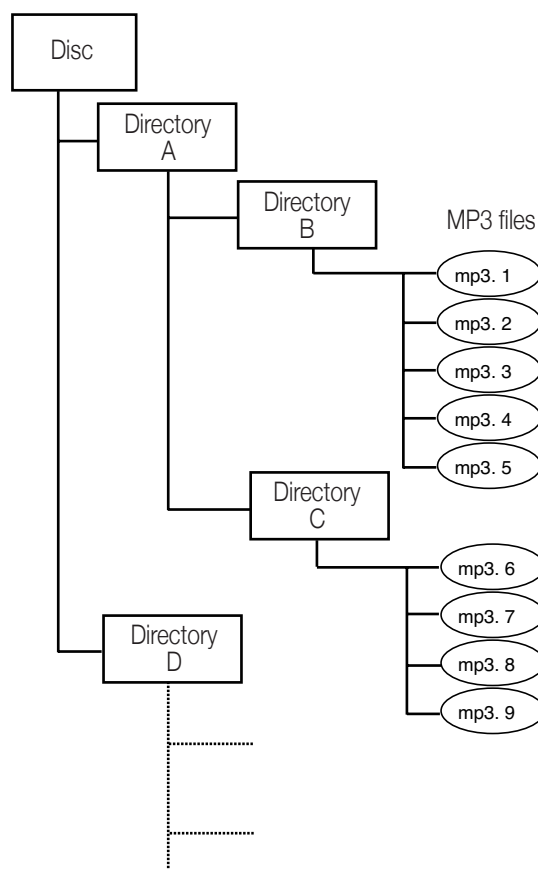 Disc
Directory
A
Directory
B
MP3 files
mp3. 1
mp3. 2
mp3. 3
mp3. 4
mp3. 5
Directory
C
mp3. 6
mp3. 7
mp3. 8
mp3. 9
Directory
D